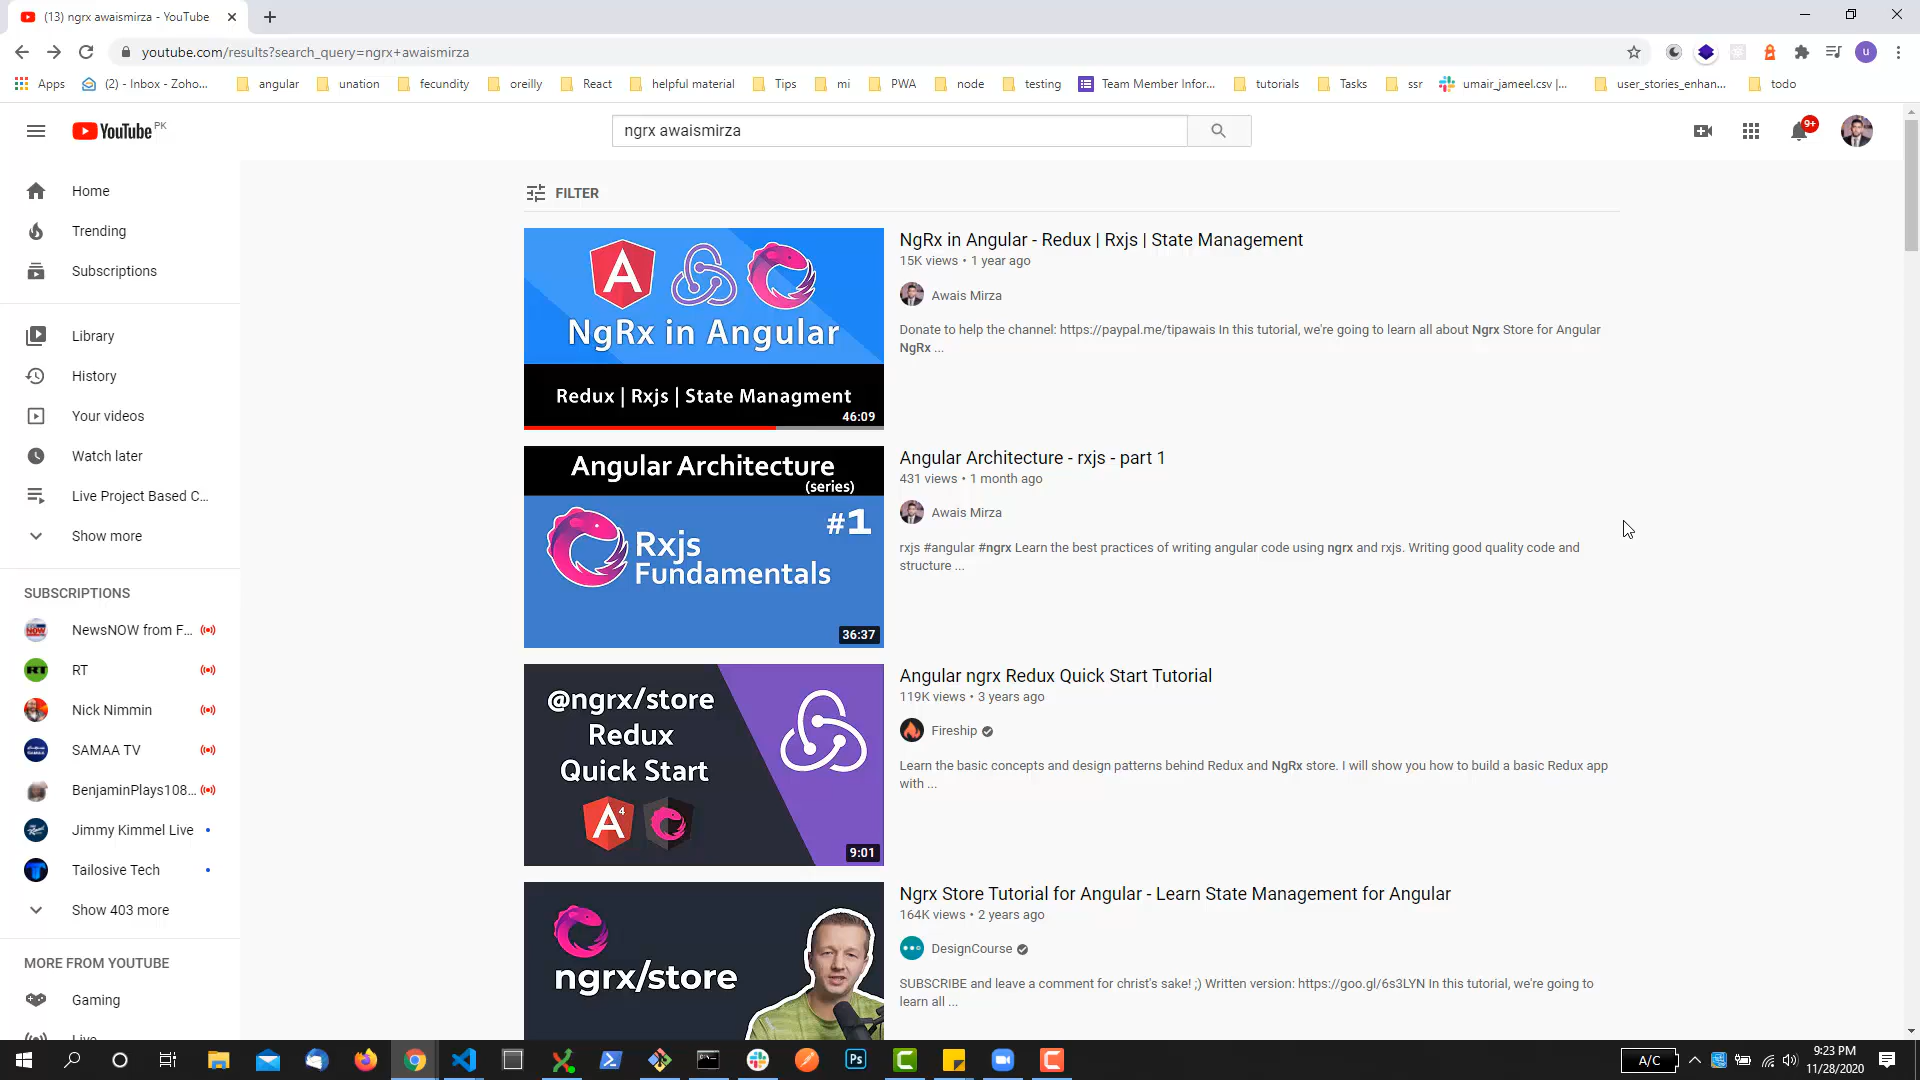 (13) ngrx awaismirza - YouTube
youtube.com/results?search_query=ngrx+awaismirza
u
Apps
(2) - Inbox - Zoho...
angular
unation
fecundity
oreilly
React
helpful material
Tips
mi
PWA
node
testing
Team Member Infor...
tutorials
Tasks
ssr
umair_jameel.csv |...
user_stories_enhan...
todo
YouTube PK
ngrx awaismirza
9+
Home
Trending
Subscriptions
Library
History
Your videos
Watch later
Live Project Based C...
Show more
SUBSCRIPTIONS
NewsNOW from F...
RT
Nick Nimmin
SAMAA TV
BenjaminPlays108...
Jimmy Kimmel Live
Tailosive Tech
Show 403 more
MORE FROM YOUTUBE
Gaming
Live
FILTER
NgRx in Angular
Redux | Rxjs | State Managment
46:09
NgRx in Angular - Redux | Rxjs | State Management
15K views • 1 year ago
Awais Mirza
Donate to help the channel: https://paypal.me/tipawais In this tutorial, we're going to learn all about Ngrx Store for Angular
NgRx ...
Angular Architecture
(series)
#1
Rxjs
Fundamentals
36:37
Angular Architecture - rxjs - part 1
431 views • 1 month ago
Awais Mirza
rxjs #angular #ngrx Learn the best practices of writing angular code using ngrx and rxjs. Writing good quality code and
structure ...
@ngrx/store
Redux
Quick Start
A 4
9:01
Angular ngrx Redux Quick Start Tutorial
119K views • 3 years ago
Fireship
Learn the basic concepts and design patterns behind Redux and NgRx store. I will show you how to build a basic Redux app
with ...
ngrx/store
Ngrx Store Tutorial for Angular - Learn State Management for Angular
164K views • 2 years ago
DesignCourse
SUBSCRIBE and leave a comment for christ's sake! ;) Written version: https://goo.gl/6s3LYN In this tutorial, we're going to
learn all ...
Ps
A/C
9:23 PM
11/28/2020